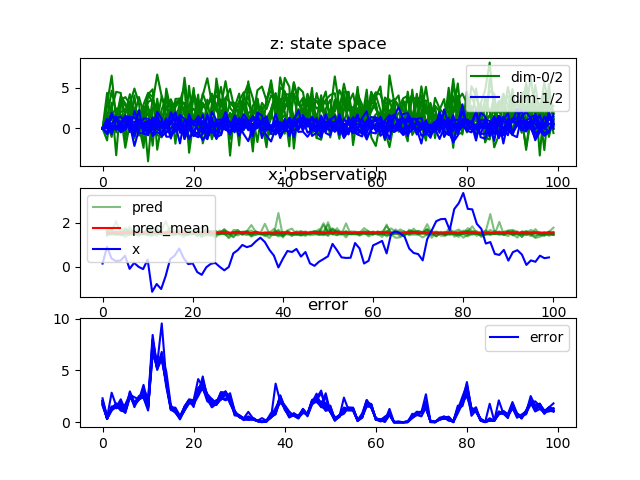 z: state space
5
0
dim-0/2
dim-1/2
0 20 40 60 80 100
x: observation
2
0
pred
pred_mean
x
0 20 40 60 80 100
error
10
5
0
error
0 20 40 60 80 100